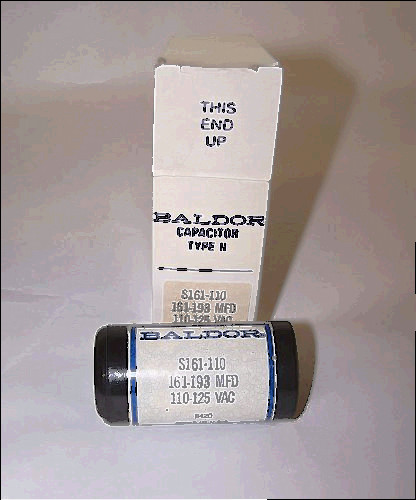 THIS
END
UP
BALDOR
CAPACITOR
TYPE N
S161-110
161-193 MFD
110-125 VAC
BALDOR
S161-110
161-193 MFD
110-125 VAC